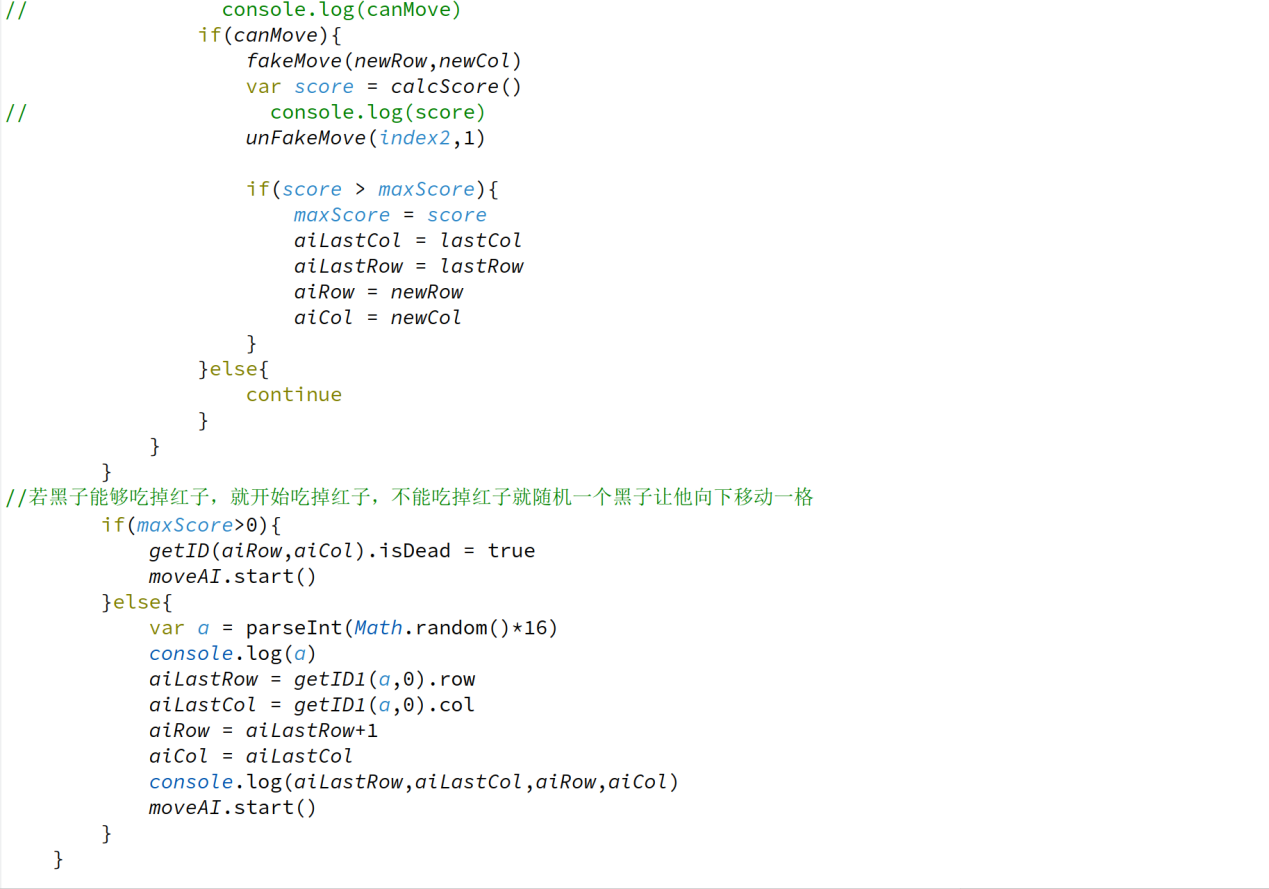 //                console.log(canMove)
                if(canMove){
                    fakeMove(newRow,newCol)
                    var score = calcScore()
//                    console.log(score)
                    unFakeMove(index2,1)

                    if(score > maxScore){
                        maxScore = score
                        aiLastCol = lastCol
                        aiLastRow = lastRow
                        aiRow = newRow
                        aiCol = newCol
                    }
                }else{
                    continue
                }
            }
        }
//若黑子能够吃掉红子，就开始吃掉红子，不能吃掉红子就随机一个黑子让他向下移动一格
        if(maxScore>0){
            getID(aiRow,aiCol).isDead = true
            moveAI.start()
        }else{
            var a = parseInt(Math.random()*16)
            console.log(a)
            aiLastRow = getID1(a,0).row
            aiLastCol = getID1(a,0).col
            aiRow = aiLastRow+1
            aiCol = aiLastCol
            console.log(aiLastRow,aiLastCol,aiRow,aiCol)
            moveAI.start()
        }
    }